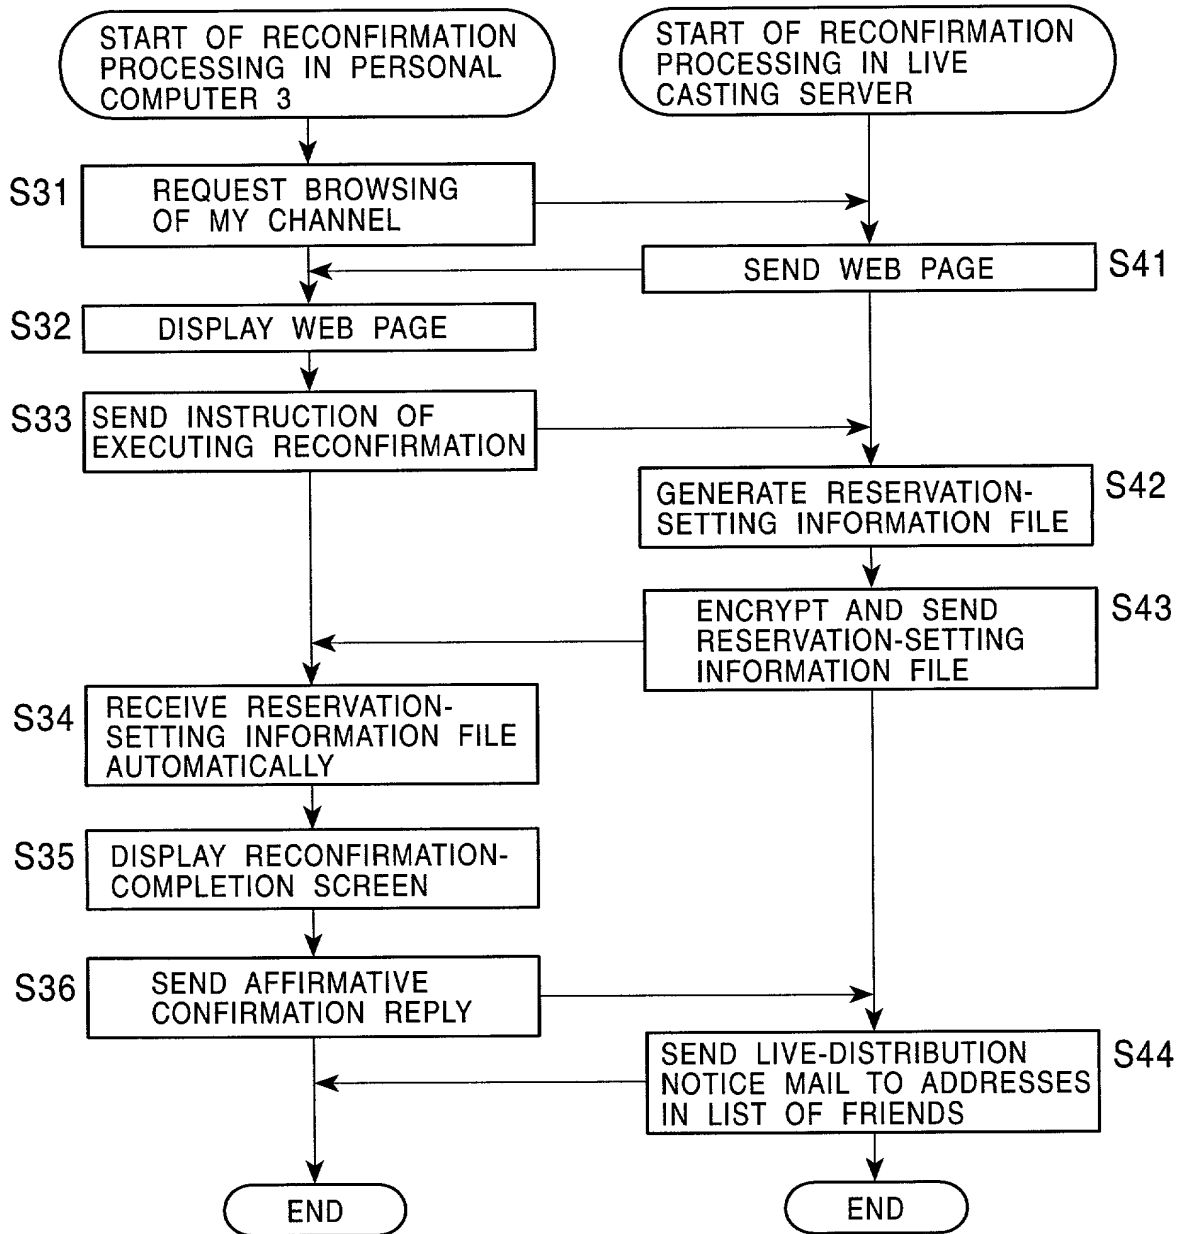 START OF RECONFIRMATION
PROCESSING IN PERSONAL
COMPUTER 3
START OF RECONFIRMATION
PROCESSING IN LIVE
CASTING SERVER
S31
REQUEST BROWSING
OF MY CHANNEL
SEND WEB PAGE
S41
S32
DISPLAY WEB PAGE
S33
SEND INSTRUCTION OF
EXECUTING RECONFIRMATION
GENERATE RESERVATION-
SETTING INFORMATION FILE
S42
ENCRYPT AND SEND
RESERVATION-SETTING
INFORMATION FILE
S43
S34
RECEIVE RESERVATION-
SETTING INFORMATION FILE
AUTOMATICALLY
S35
DISPLAY RECONFIRMATION-
COMPLETION SCREEN
S36
SEND AFFIRMATIVE
CONFIRMATION REPLY
SEND LIVE-DISTRIBUTION
NOTICE MAIL TO ADDRESSES
IN LIST OF FRIENDS
S44
END
END